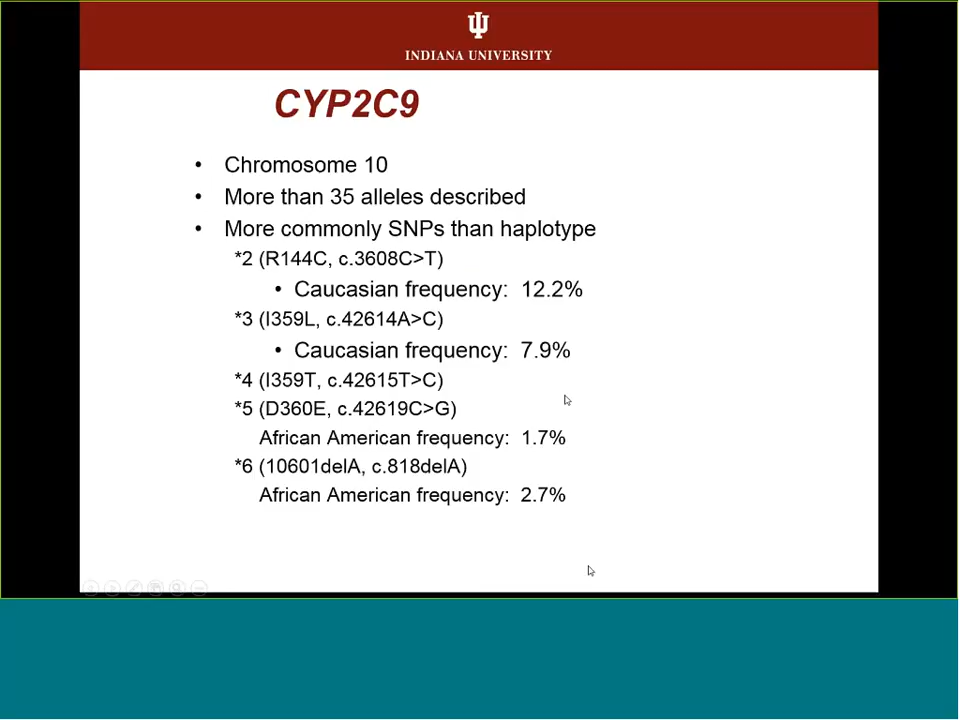 INDIANA UNIVERSITY
CYP2C9
• Chromosome 10
• More than 35 alleles described
• More commonly SNPs than haplotype
*2 (R144C, c.3608C>T)
• Caucasian frequency: 12.2%
*3 (I359L, c.42614A>C)
• Caucasian frequency: 7.9%
*4 (I359T, c.42615T>C)
*5 (D360E, c.42619C>G)
African American frequency: 1.7%
*6 (10601delA, c.818delA)
African American frequency: 2.7%